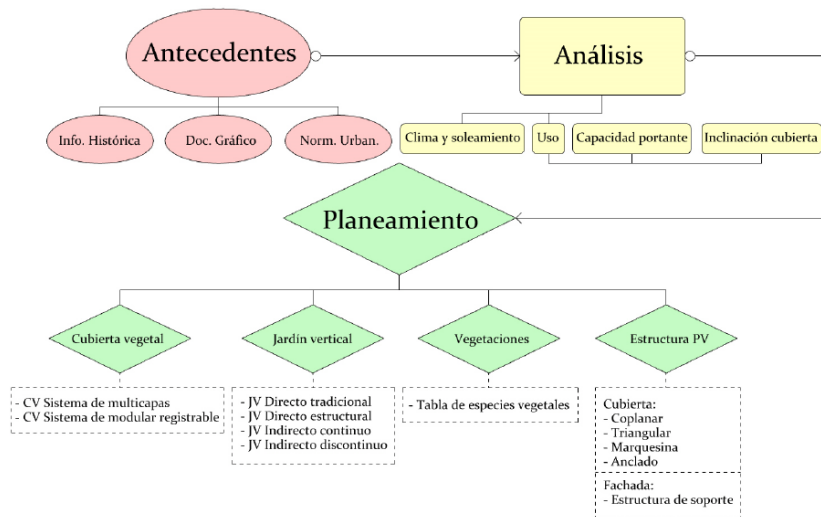 Antecedentes
Análisis
Info. Histórica
Doc. Gráfico
Norm. Urban.
Clima y soleamiento
Uso
Capacidad portante
Inclinación cubierta
Planeamiento
Cubierta vegetal
Jardín vertical
Vegetaciones
Estructura PV
- CV Sistema de multicapas
- CV Sistema de modular registrable
- JV Directo tradicional
- JV Directo estructural
- JV Indirecto continuo
- JV Indirecto discontinuo
- Tabla de especies vegetales
Cubierta:
- Coplanar
- Triangular
- Marquesina
- Anclado
Fachada:
- Estructura de soporte